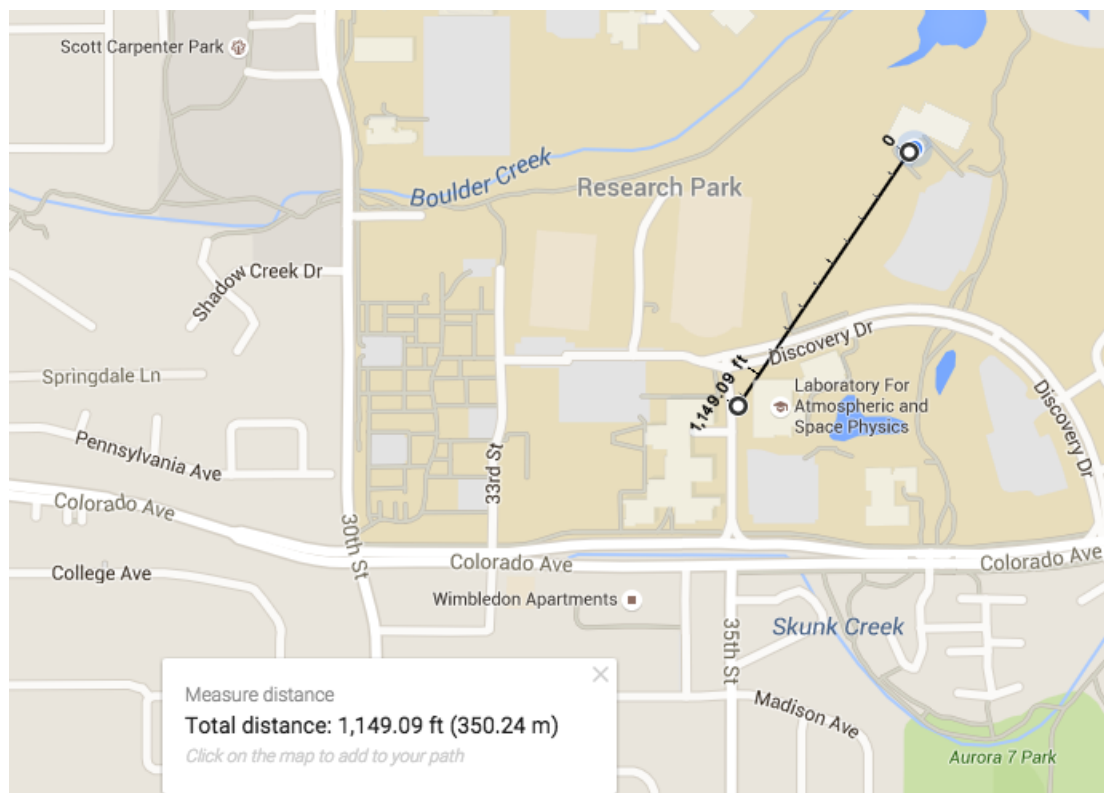 Scott Carpenter Park
Boulder Creek
Research Park
0
Shadow Creek Dr
Springdale Ln
Discovery Dr
1,149.09 ft
Laboratory For
Atmospheric and
Space Physics
Discovery Dr
Pennsylvania Ave
33rd St
Colorado Ave
30th St
Colorado Ave
Colorado Ave
College Ave
Wimbledon Apartments
35th St
Skunk Creek
Madison Ave
Aurora 7 Park
Measure distance
Total distance: 1,149.09 ft (350.24 m)
Click on the map to add to your path